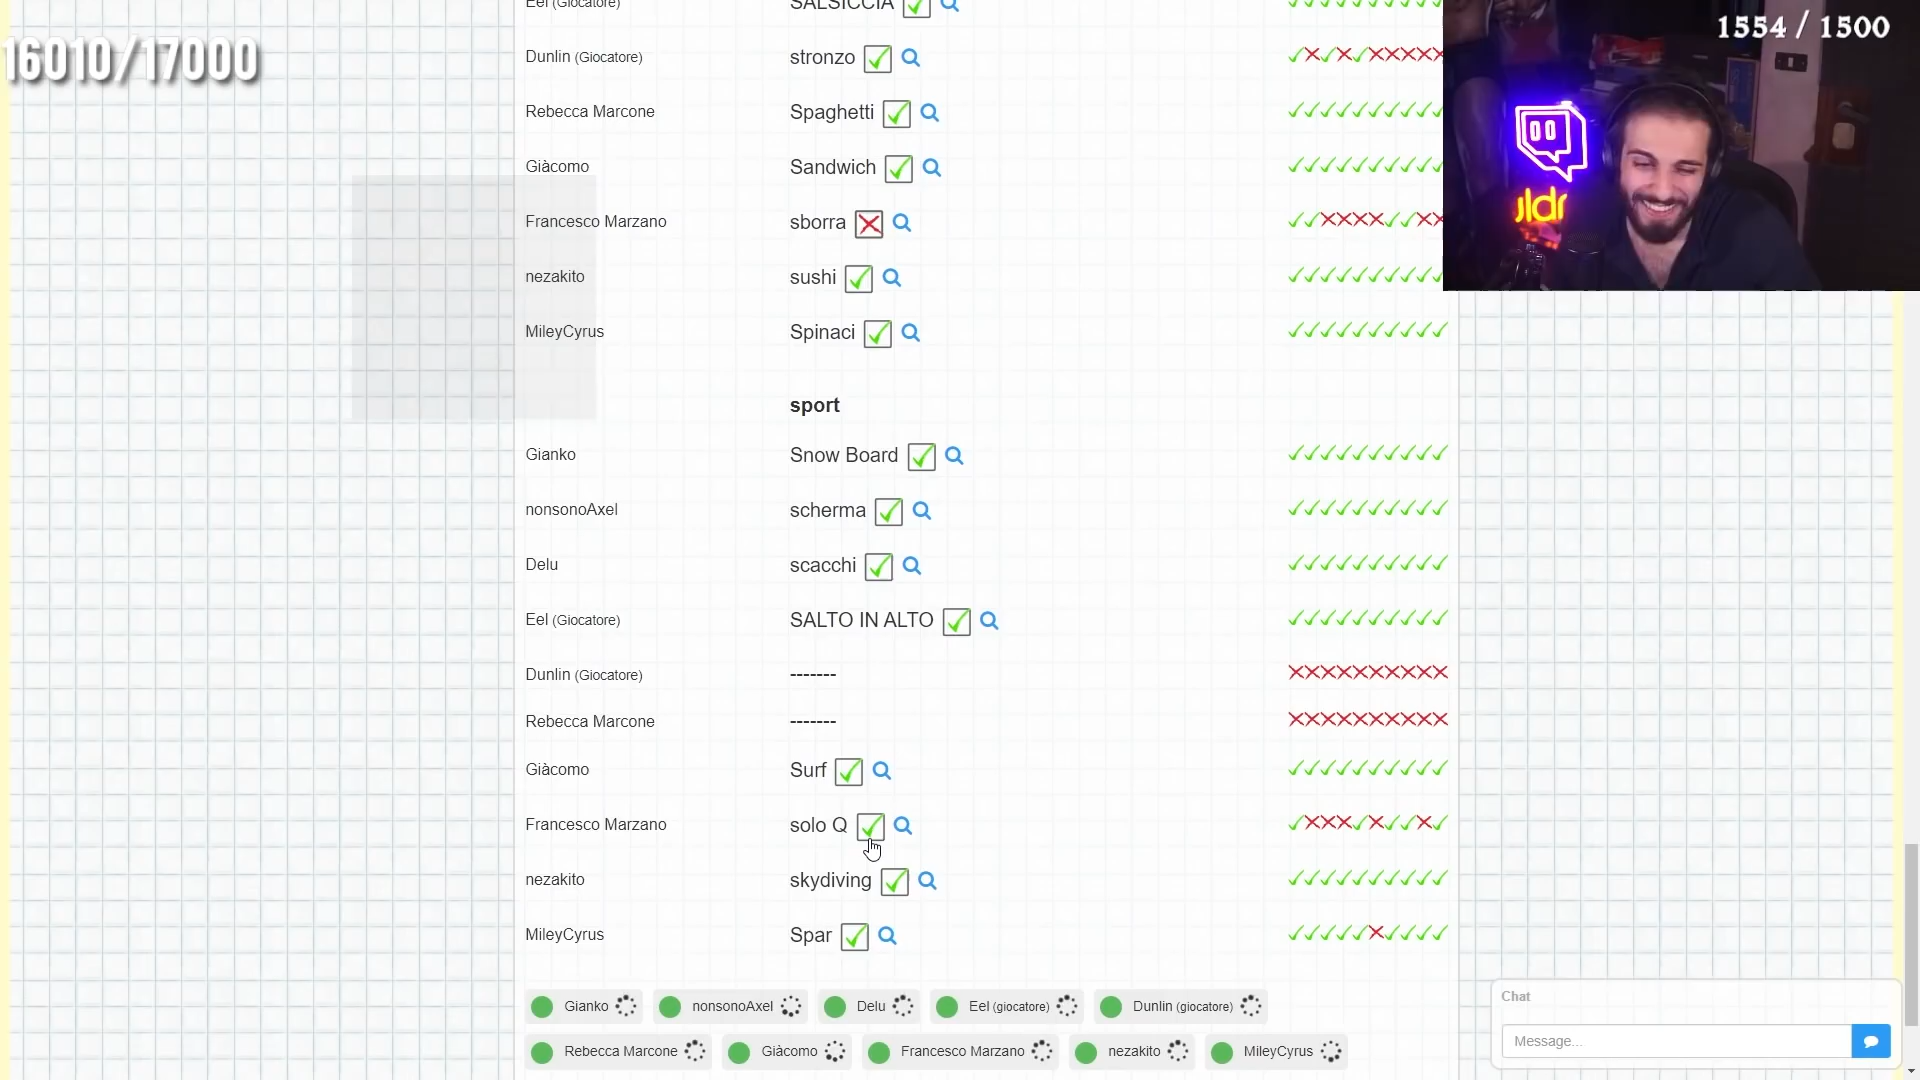 Eel (Giocatore) SALSICCIA
16010/17000
1554 / 1500
Dunlin (Giocatore) stronzo
Rebecca Marcone Spaghetti
Giàcomo Sandwich
Francesco Marzano sborra
nezakito sushi
MileyCyrus Spinaci
sport
Gianko Snow Board
nonsonoAxel scherma
Delu scacchi
Eel (Giocatore) SALTO IN ALTO
Dunlin (Giocatore) -------
Rebecca Marcone -------
Giàcomo Surf
Francesco Marzano solo Q
nezakito skydiving
MileyCyrus Spar
Gianko nonsonoAxel Delu Eel (giocatore) Dunlin (giocatore)
Rebecca Marcone Giàcomo Francesco Marzano nezakito MileyCyrus
Chat
Message...